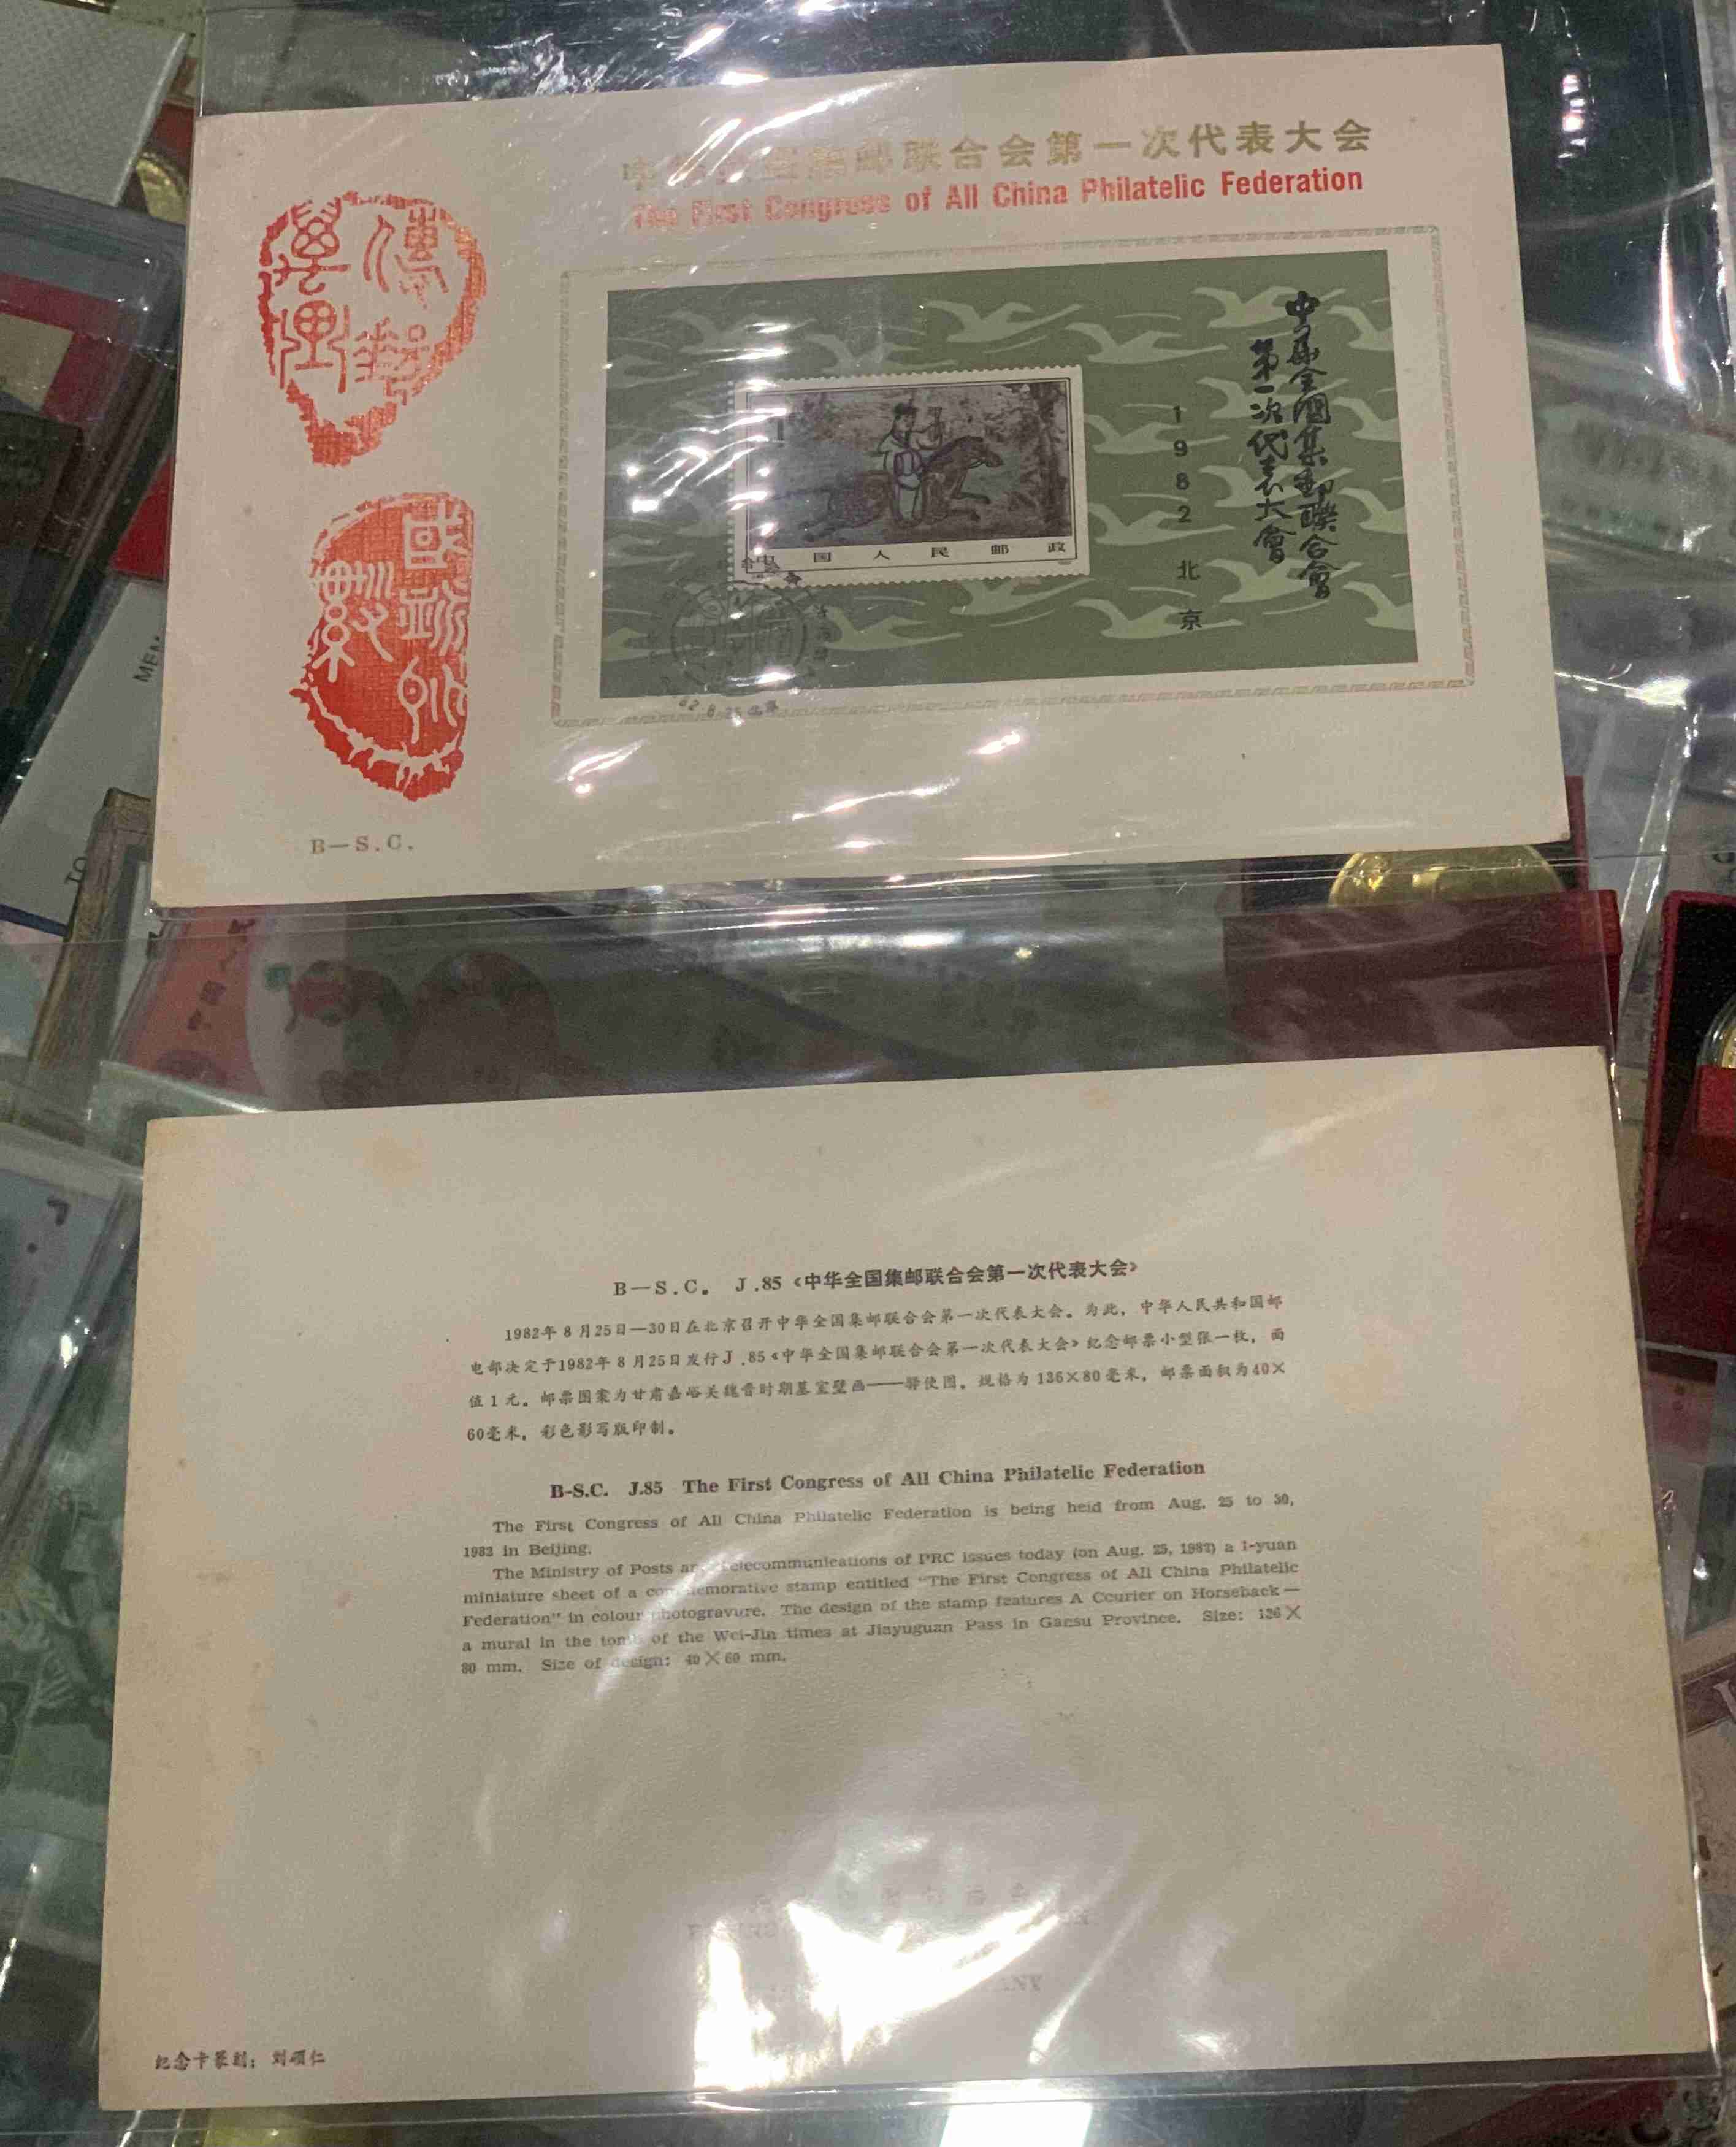 中华全国集邮联合会第一次代表大会
The First Congress of All China Philatelic Federation
中华全国集郵聯合會
第一次代表大會
1982北京
1
中国人民邮政
B—S.C.
B—S.C. J.85《中华全国集邮联合会第一次代表大会》
1982年8月25日—30日在北京召开中华全国集邮联合会第一次代表大会。为此，中华人民共和国邮
电部决定于1982年8月25日发行J.85《中华全国集邮联合会第一次代表大会》纪念邮票小型张一枚，面
值1元。邮票图案为甘肃嘉峪关魏晋时期墓室壁画——驿使图。规格为136×80毫米，邮票面积为40×
60毫米，彩色影写版印制。
B-S.C. J.85 The First Congress of All China Philatelic Federation
The First Congress of All China Philatelic Federation is being held from Aug. 25 to 30,
1982 in Beijing.
The Ministry of Posts and Telecommunications of PRC issues today (on Aug. 25, 1982) a 1-yuan
miniature sheet of a commemorative stamp entitled "The First Congress of All China Philatelic
Federation" in colour photogravure. The design of the stamp features A Courier on Horseback—
a mural in the tomb of the Wei-Jin times at Jiayuguan Pass in Gansu Province. Size: 136×
80 mm. Size of design: 40×60 mm.
纪念卡篆刻：刘硕仁